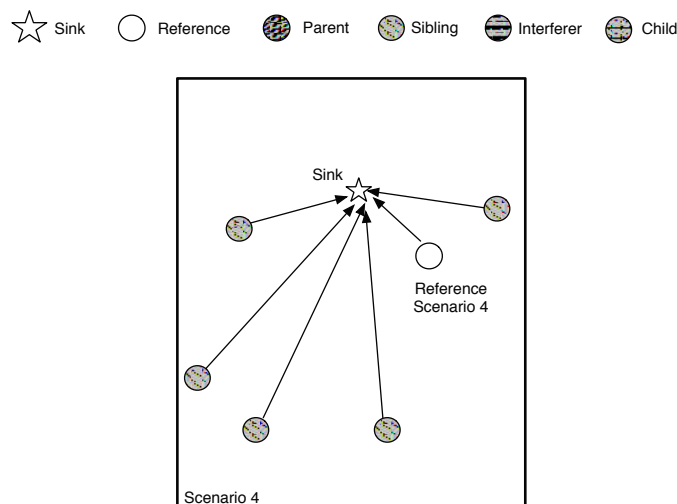 Sink Reference Parent Sibling Interferer Child
Sink
Reference
Scenario 4
Scenario 4